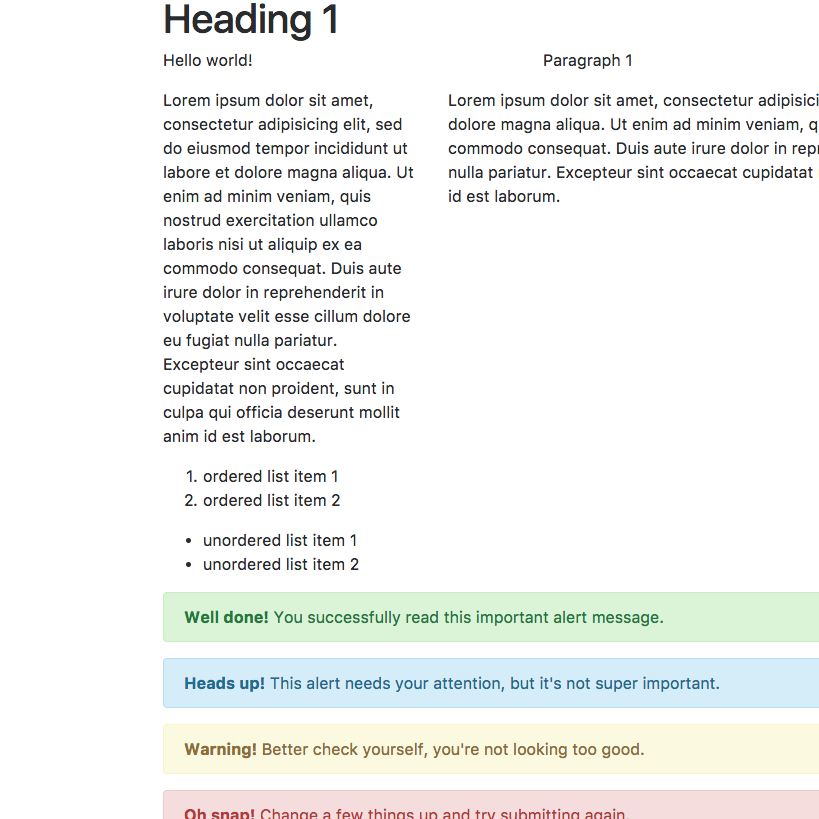 Heading 1
Hello world!
Paragraph 1
Lorem ipsum dolor sit amet,
consectetur adipisicing elit, sed
do eiusmod tempor incididunt ut
labore et dolore magna aliqua. Ut
enim ad minim veniam, quis
nostrud exercitation ullamco
laboris nisi ut aliquip ex ea
commodo consequat. Duis aute
irure dolor in reprehenderit in
voluptate velit esse cillum dolore
eu fugiat nulla pariatur.
Excepteur sint occaecat
cupidatat non proident, sunt in
culpa qui officia deserunt mollit
anim id est laborum.
Lorem ipsum dolor sit amet, consectetur
dolore magna aliqua. Ut enim ad minim veniam,
commodo consequat. Duis aute irure dolor in
nulla pariatur. Excepteur sint occaecat cupidatat
id est laborum.
1. ordered list item 1
2. ordered list item 2
• unordered list item 1
• unordered list item 2
Well done! You successfully read this important alert message.
Heads up! This alert needs your attention, but it's not super important.
Warning! Better check yourself, you're not looking too good.
Oh snap! Change a few things up and try submitting again.